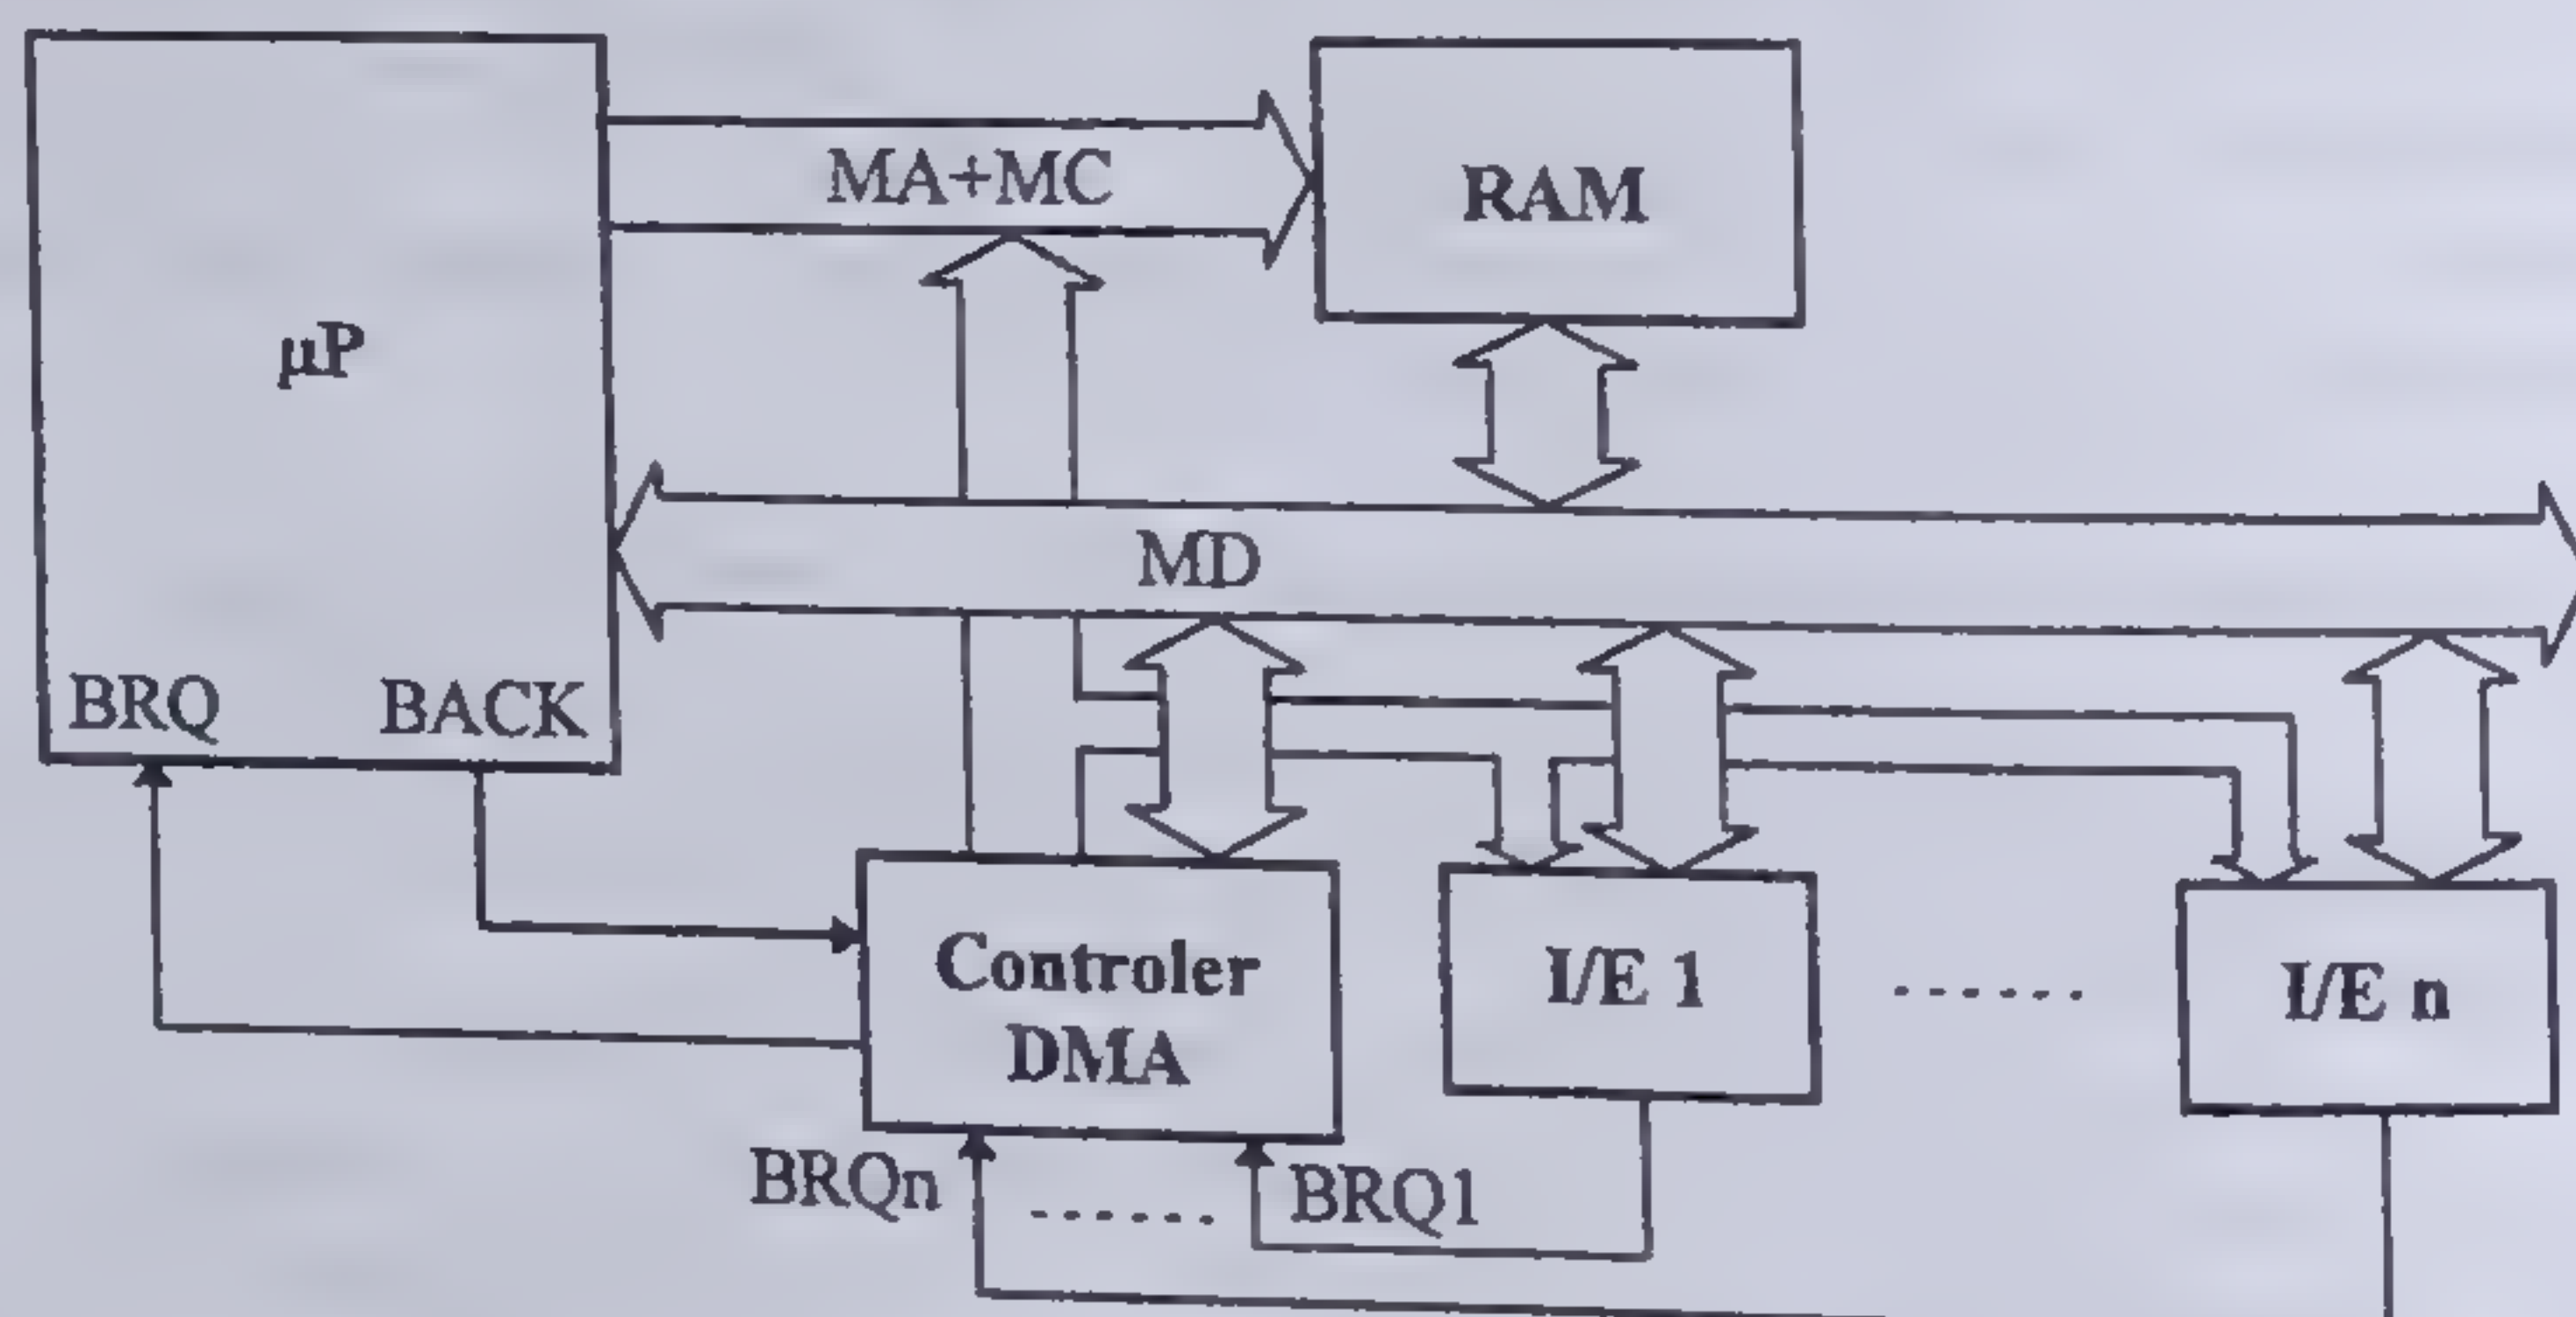 MA+MC
RAM
µP
MD
BRQ BACK
Controler
DMA
I/E 1
......
I/E n
BRQn
......
BRQ1